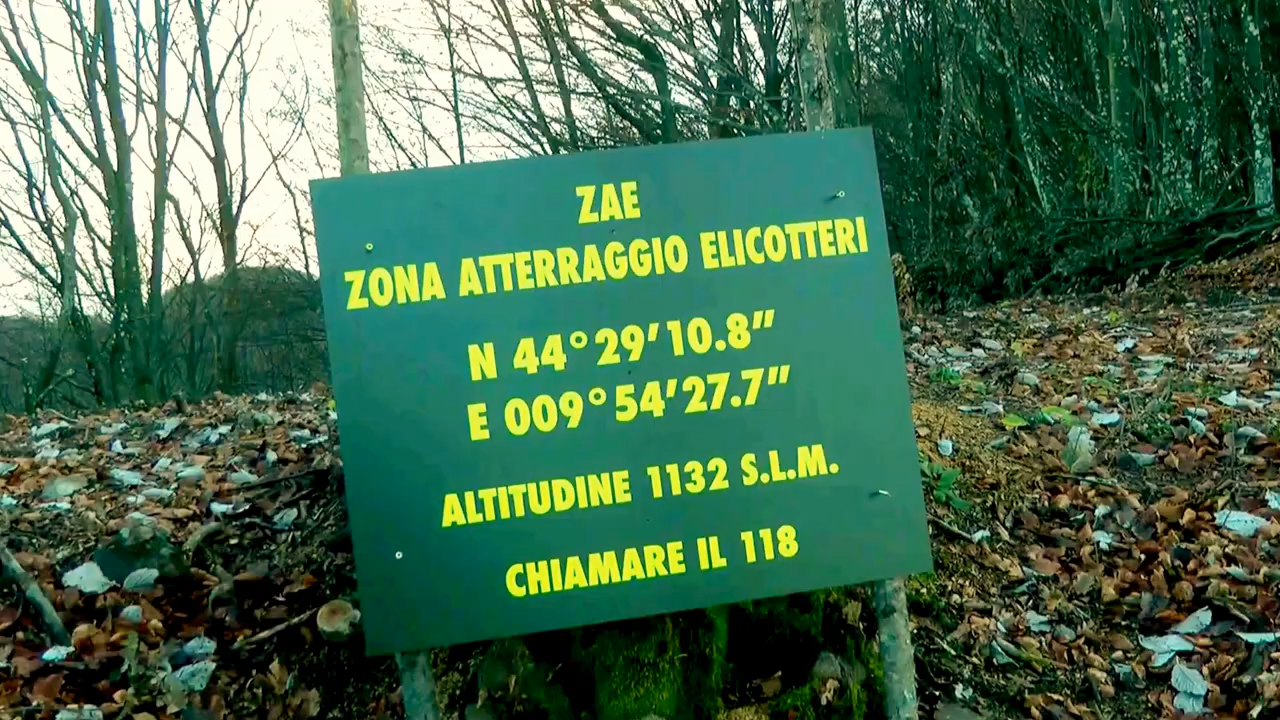 ZAE
ZONA ATTERRAGGIO ELICOTTERI
N 44°29'10.8"
E 009°54'27.7"
ALTITUDINE 1132 S.L.M.
CHIAMARE IL 118